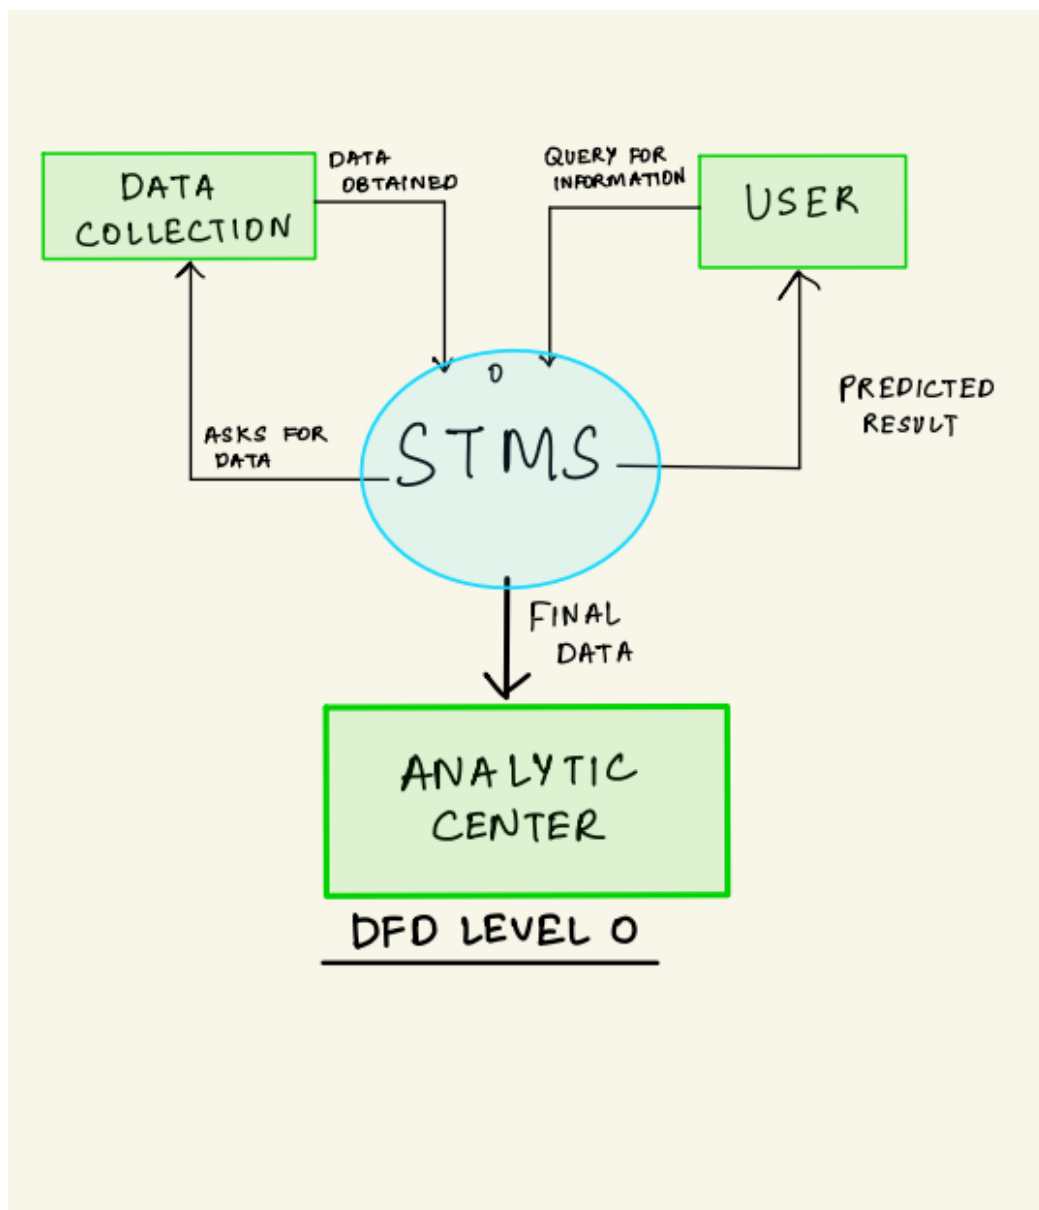 DATA
COLLECTION
DATA
OBTAINED
QUERY FOR
INFORMATION
USER
ASKS FOR
DATA
0
STMS
PREDICTED
RESULT
FINAL
DATA
ANALYTIC
CENTER
DFD LEVEL 0